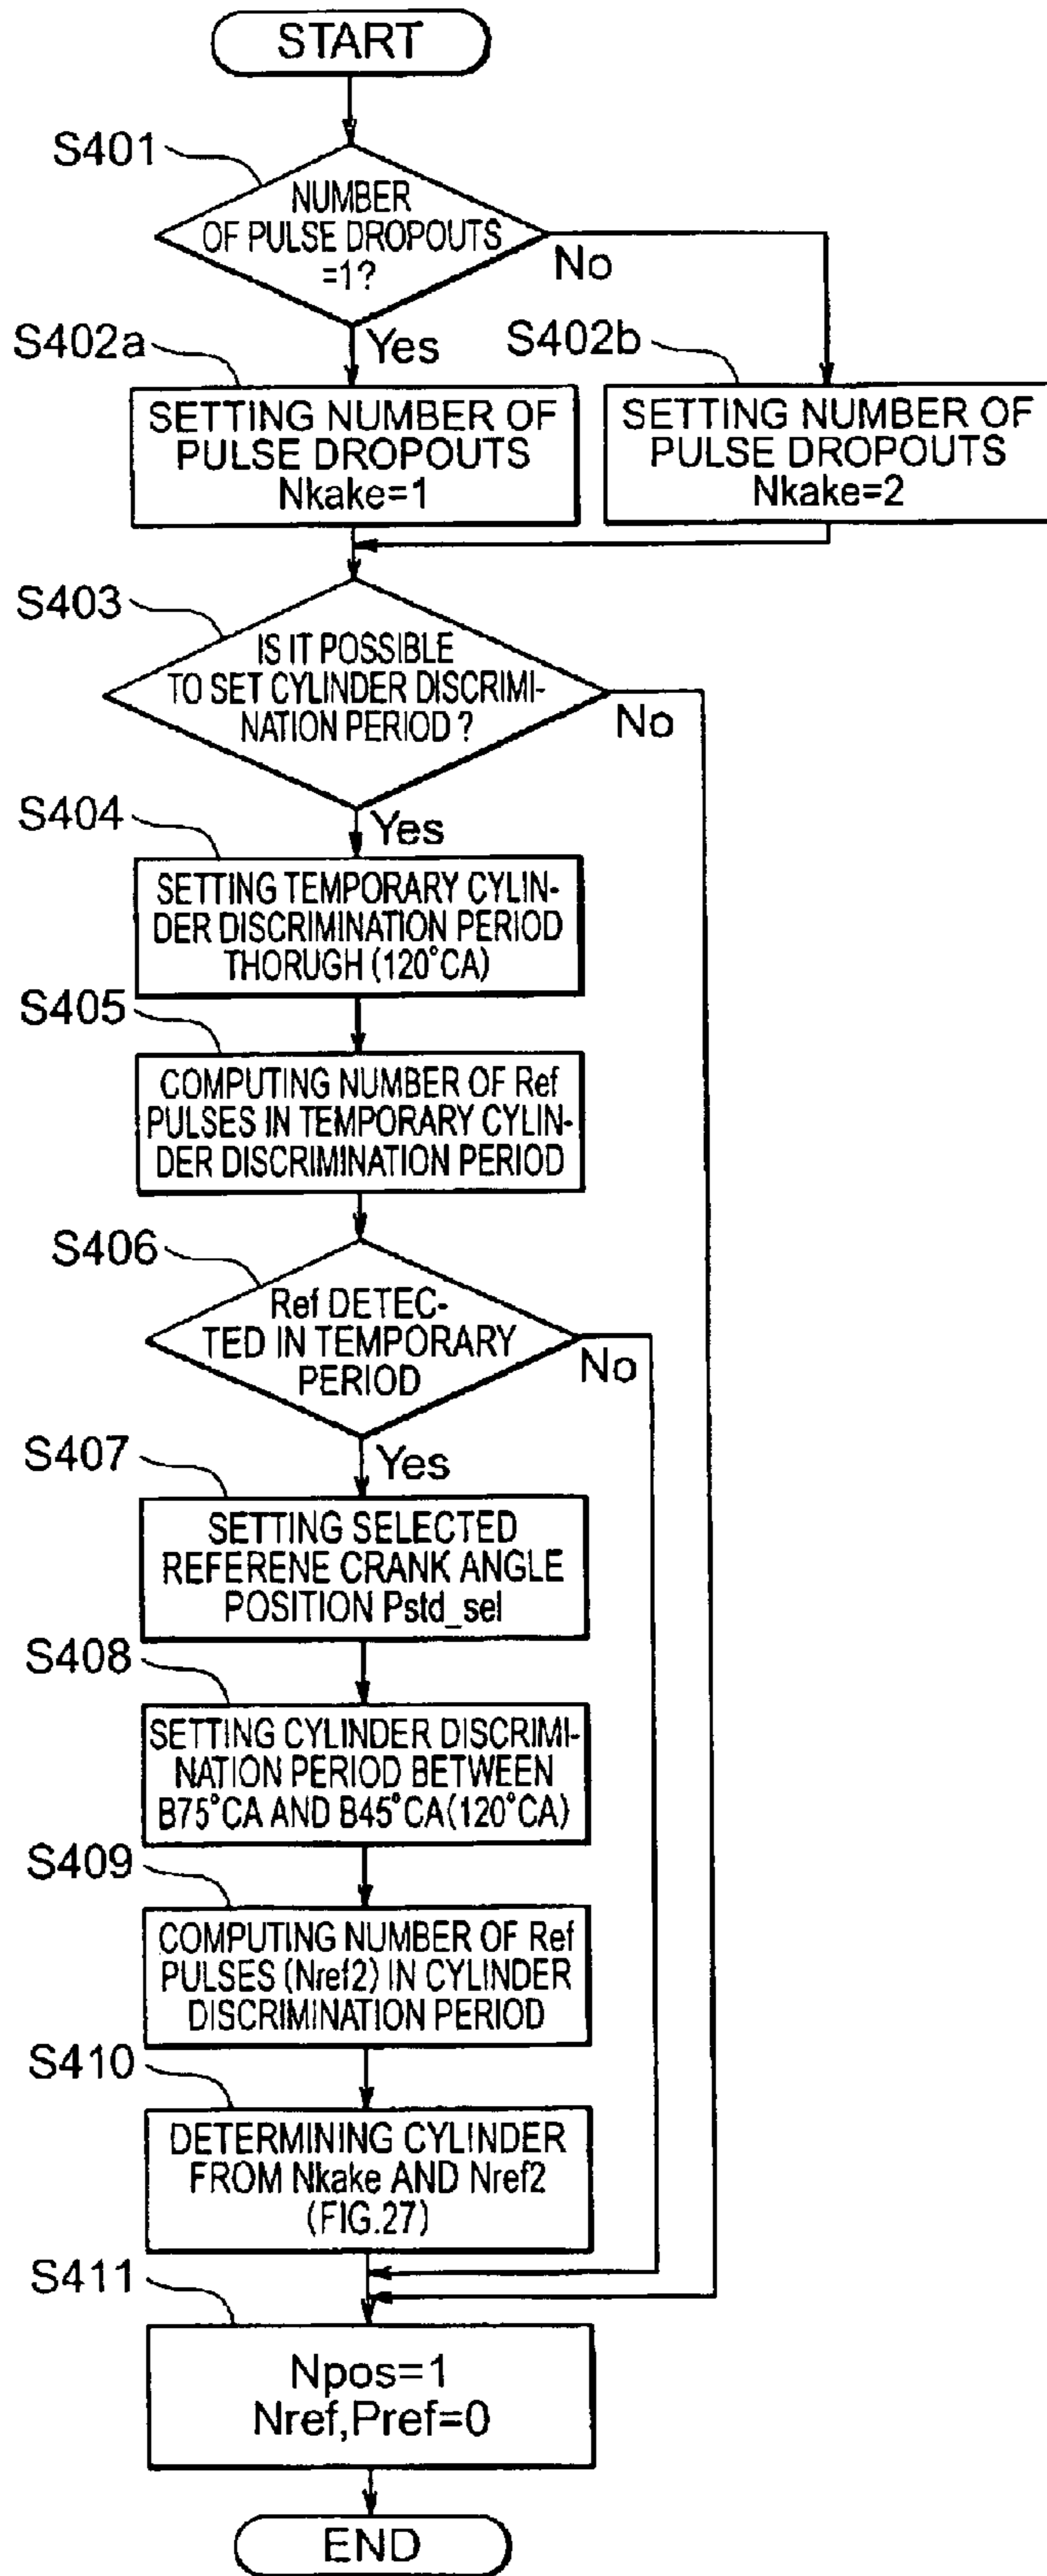 START
S401
NUMBER
OF PULSE DROPOUTS
=1?
No
Yes
S402a
S402b
SETTING NUMBER OF
PULSE DROPOUTS
Nkake=1
SETTING NUMBER OF
PULSE DROPOUTS
Nkake=2
S403
IS IT POSSIBLE
TO SET CYLINDER DISCRIMI-
NATION PERIOD ?
No
Yes
S404
SETTING TEMPORARY CYLIN-
DER DISCRIMINATION PERIOD
THORUGH (120°CA)
S405
COMPUTING NUMBER OF Ref
PULSES IN TEMPORARY CYLIN-
DER DISCRIMINATION PERIOD
S406
Ref DETEC-
TED IN TEMPORARY
PERIOD
No
Yes
S407
SETTING SELECTED
REFERENE CRANK ANGLE
POSITION Pstd_sel
S408
SETTING CYLINDER DISCRIMI-
NATION PERIOD BETWEEN
B75°CA AND B45°CA(120°CA)
S409
COMPUTING NUMBER OF Ref
PULSES (Nref2) IN CYLINDER
DISCRIMINATION PERIOD
S410
DETERMINING CYLINDER
FROM Nkake AND Nref2
(FIG.27)
S411
Npos=1
Nref,Pref=0
END